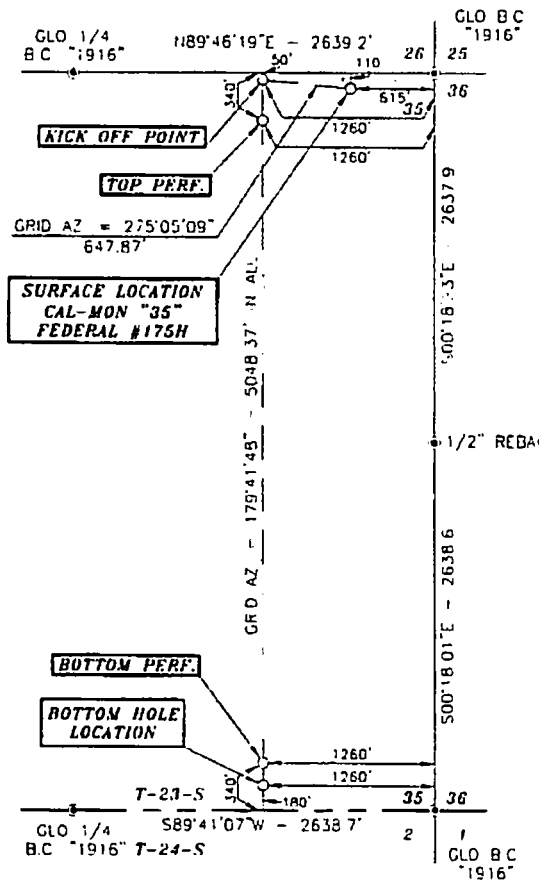 GLO 1/4
B.C "1916"
N89°46'19"E - 2639 2'
GLO B C
"1916"
26 25
35 36
50'
110
615'
340'
1260'
1260'
KICK OFF POINT
TOP PERF.
GRID AZ = 275°05'09"
647.87'
SURFACE LOCATION
CAL-MON "35"
FEDERAL #175H
2637 9
GRID AZ - 179°41'48" - 5048 37'
1/2"
S00°18'01"E - 2638 6
BOTTOM PERF.
BOTTOM HOLE
LOCATION
1260'
1260'
340'
180'
T-23-S
35 36
S89°41'07"W - 2638 7'
GLO 1/4
B.C "1916"
T-24-S
2 1
GLO B C
"1916"